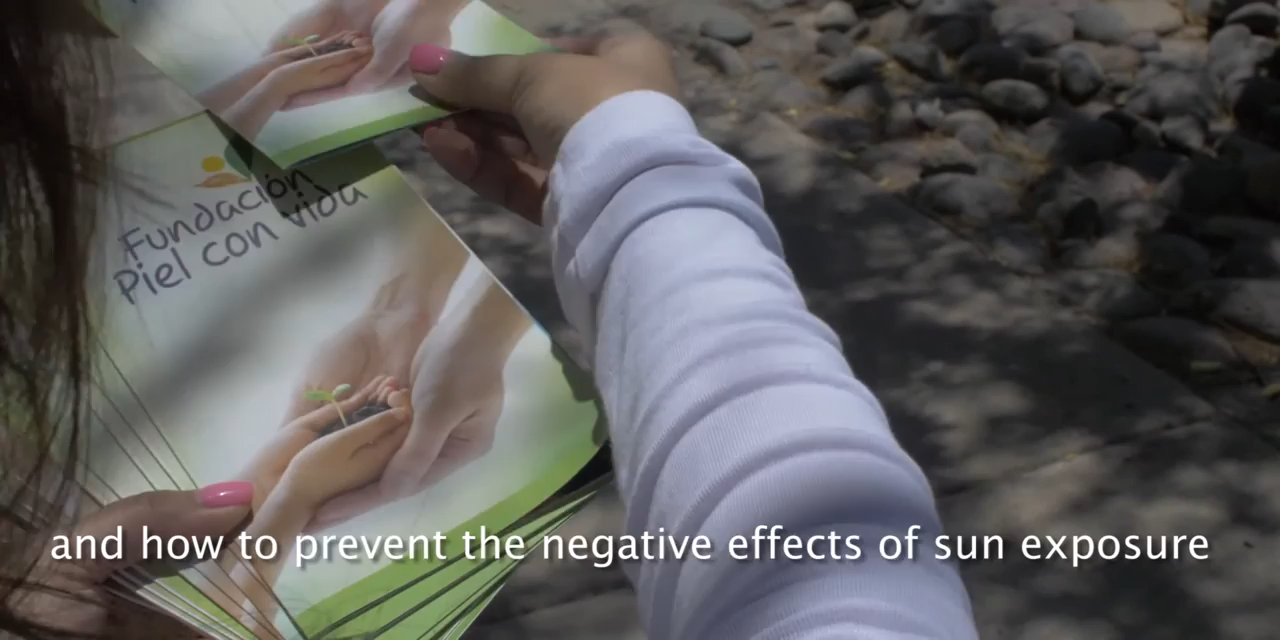 Fundación
Piel con vida
and how to prevent the negative effects of sun exposure